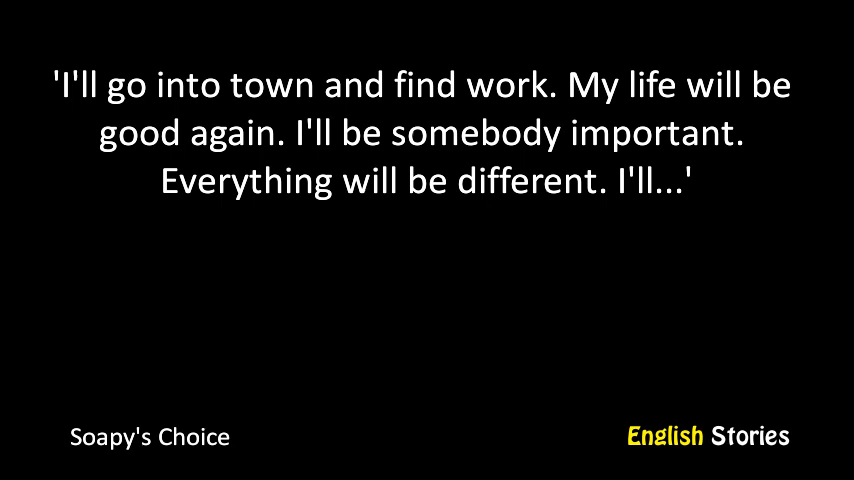 'I'll go into town and find work. My life will be
good again. I'll be somebody important.
Everything will be different. I'll...'
Soapy's Choice
English Stories